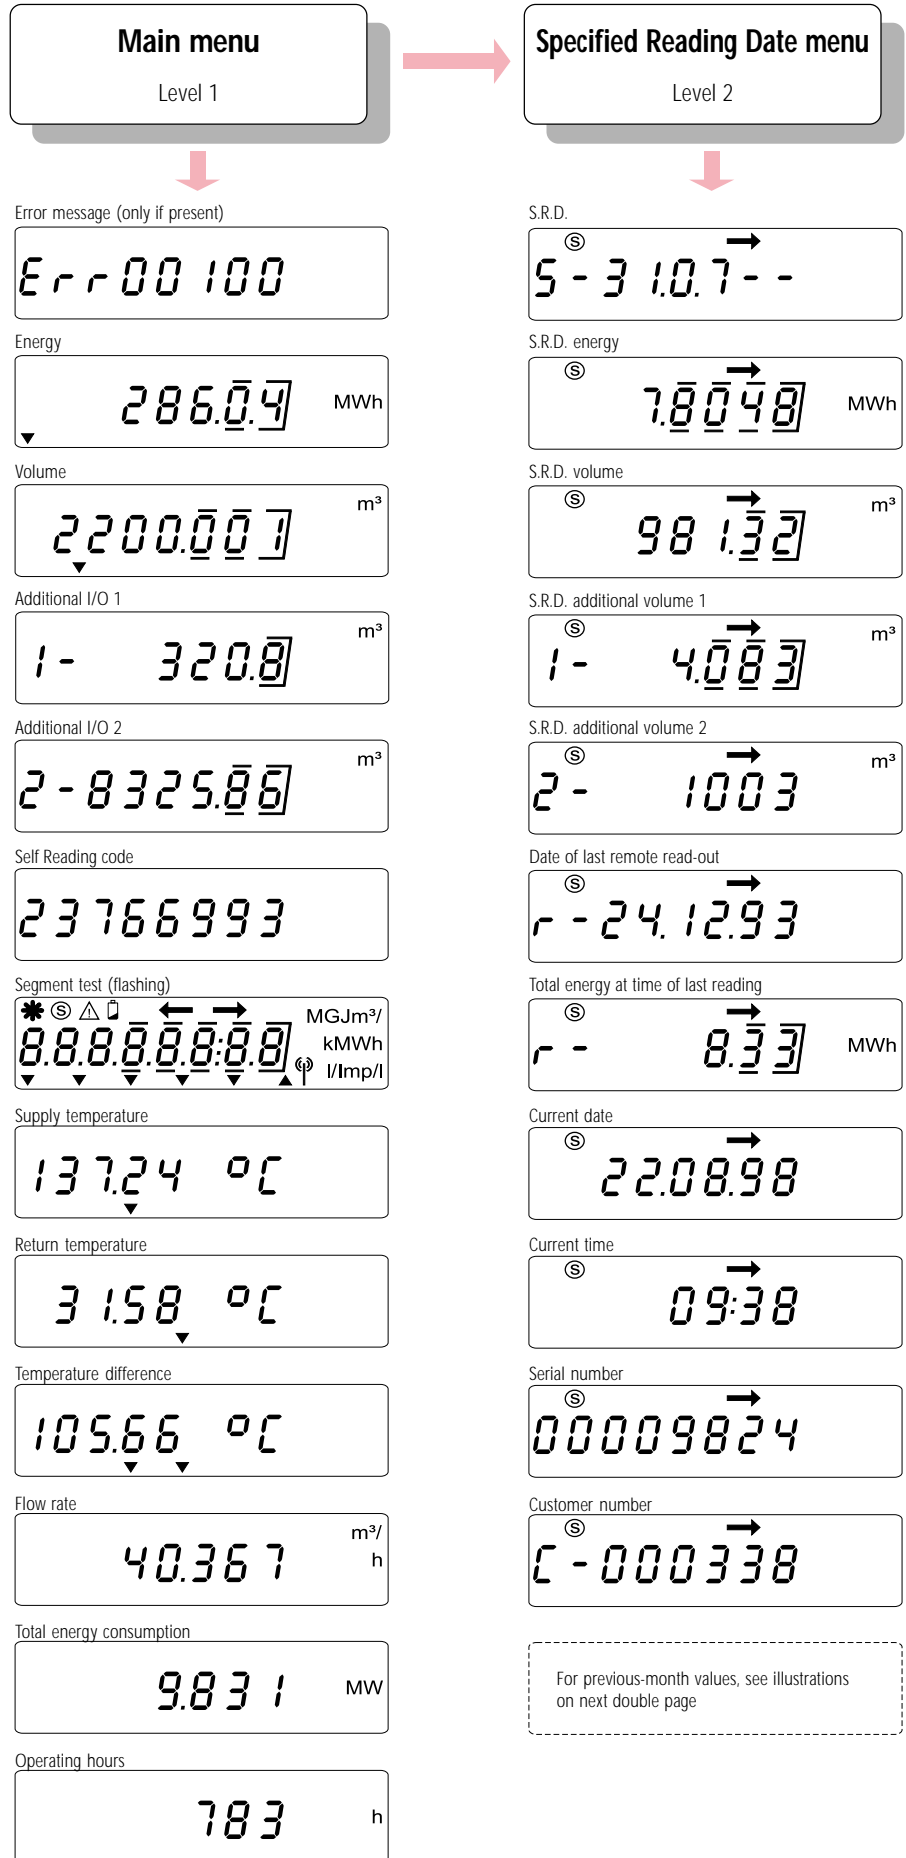 Main menu
Level 1
Error message (only if present)
Err00100
Energy
286.0.4 MWh
Volume
2200.001 m³
Additional I/O 1
1- 320.8 m³
Additional I/O 2
2-8325.86 m³
Self Reading code
23766993
Segment test (flashing)
MGJm³/
8.8.8.8.8.8:8.8 kMWh
l/Imp/l
Supply temperature
137.24 °C
Return temperature
31.58 °C
Temperature difference
105.66 °C
Flow rate
40.367 m³/
h
Total energy consumption
9.831 MW
Operating hours
783 h
Specified Reading Date menu
Level 2
S.R.D.
S
S-31.0.7--
S.R.D. energy
S
7.8048 MWh
S.R.D. volume
S
981.32 m³
S.R.D. additional volume 1
S
1- 4.083 m³
S.R.D. additional volume 2
S
2- 1003 m³
Date of last remote read-out
S
r-24.12.93
Total energy at time of last reading
S
r- 8.33 MWh
Current date
S
22.08.98
Current time
S
09:38
Serial number
S
00009824
Customer number
S
C-000338
For previous-month values, see illustrations
on next double page